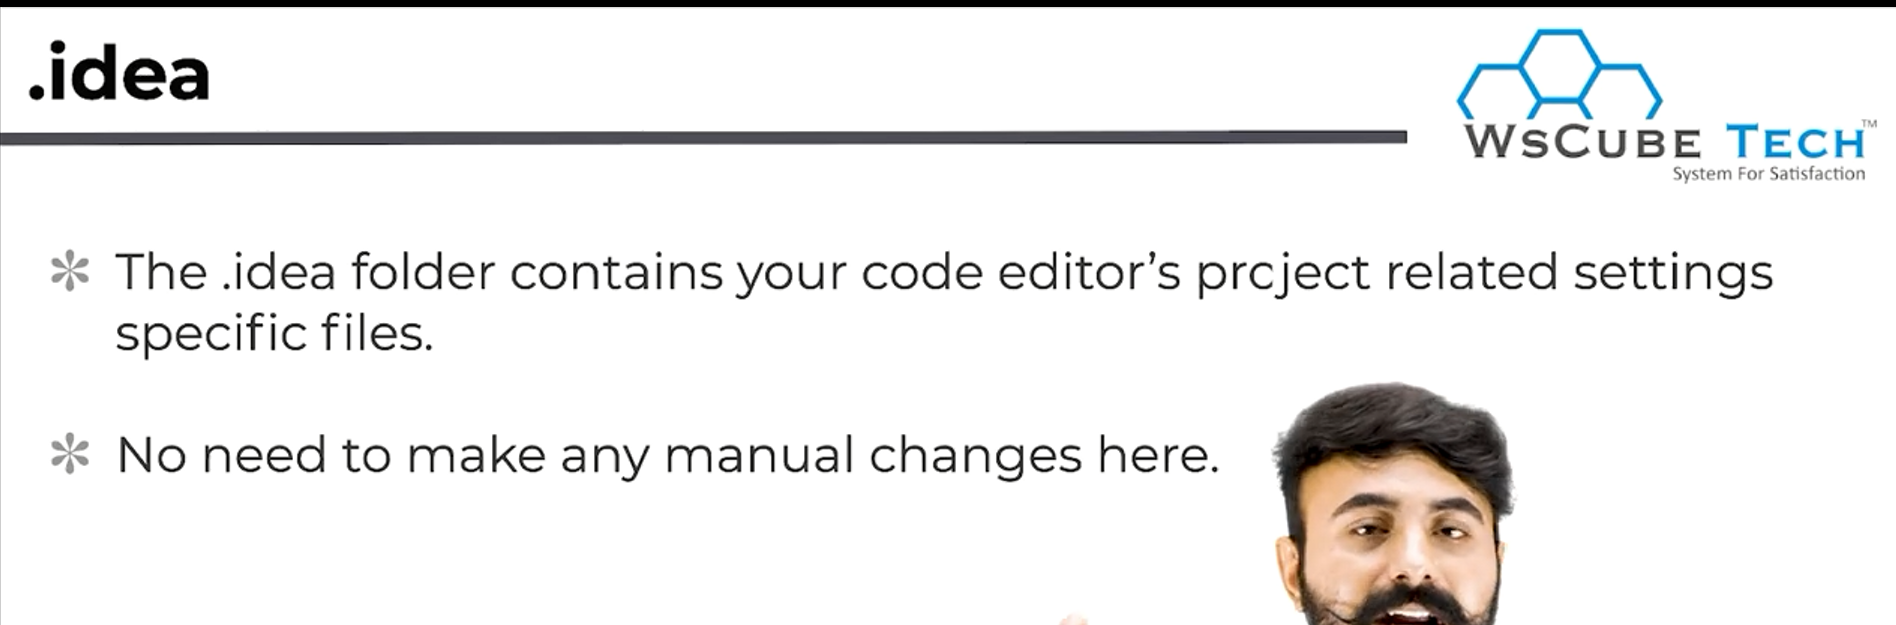 .idea
WsCube Tech™
System For Satisfaction
✻ The .idea folder contains your code editor's prcject related settings
specific files.
✻ No need to make any manual changes here.